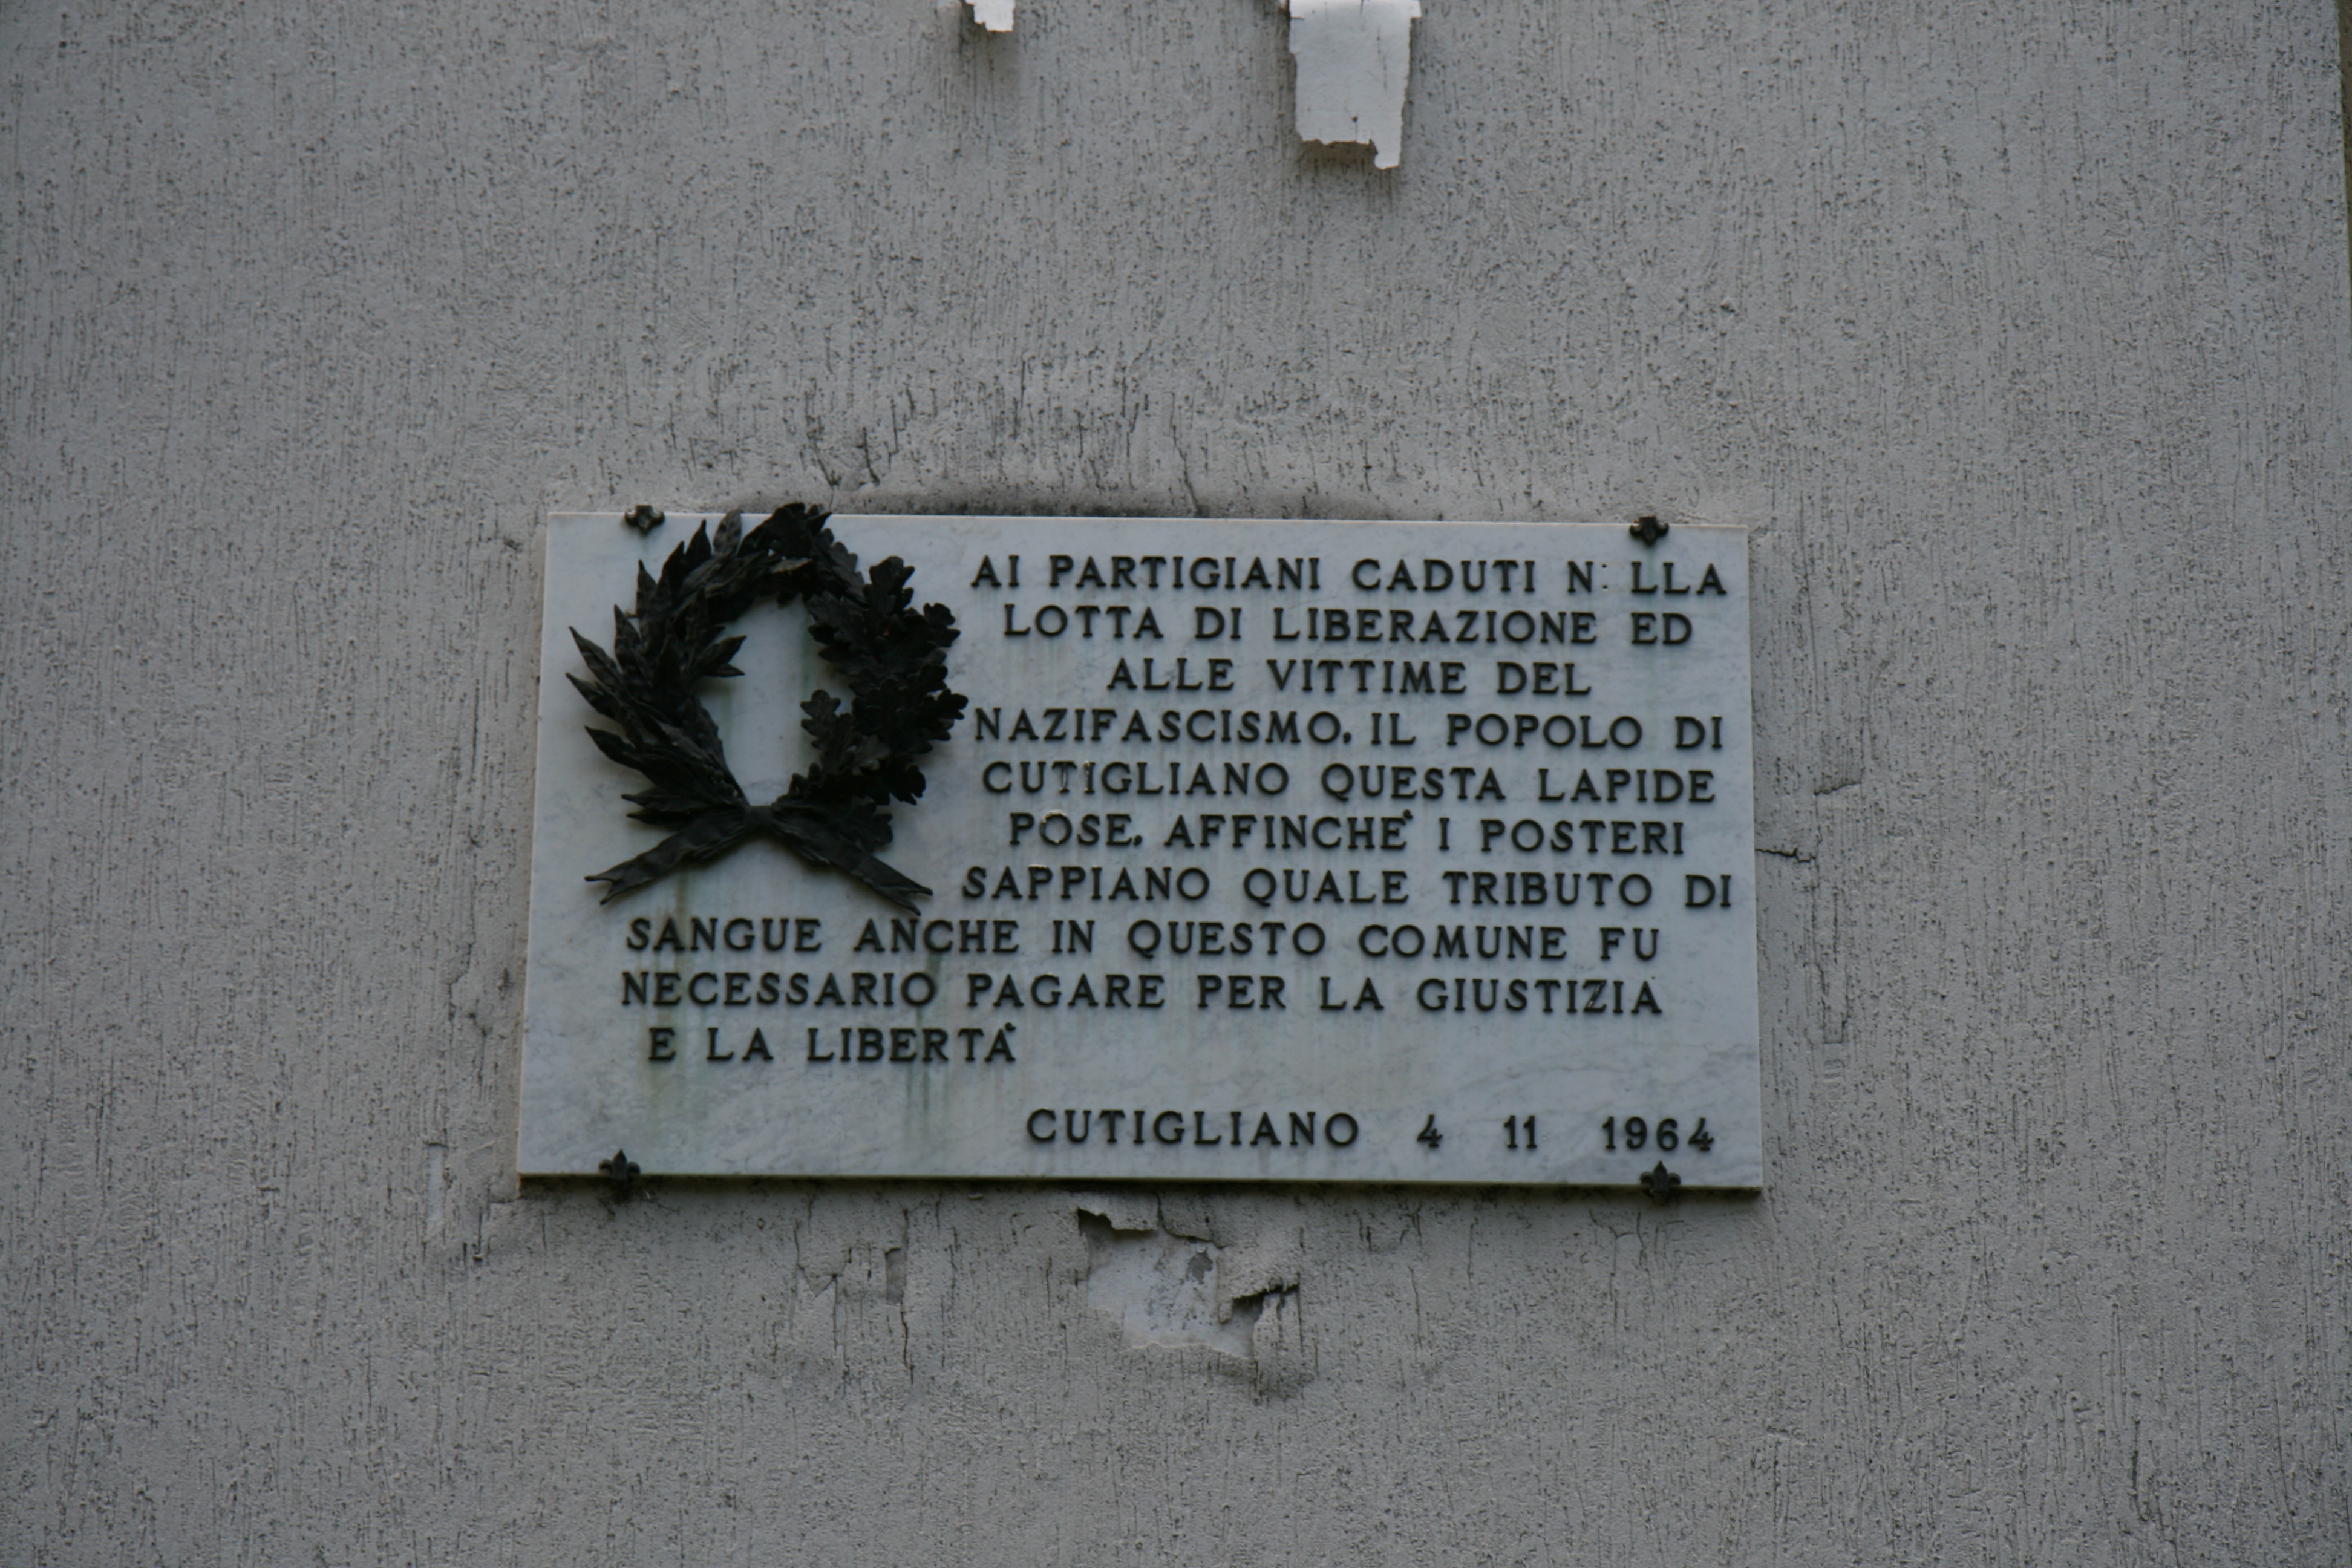 AI PARTIGIANI CADUTI N LLA
LOTTA DI LIBERAZIONE ED
ALLE VITTIME DEL
NAZIFASCISMO. IL POPOLO DI
CUTIGLIANO QUESTA LAPIDE
POSE. AFFINCHE' I POSTERI
SAPPIANO QUALE TRIBUTO DI
SANGUE ANCHE IN QUESTO COMUNE FU
NECESSARIO PAGARE PER LA GIUSTIZIA
E LA LIBERTA'
CUTIGLIANO 4 11 1964